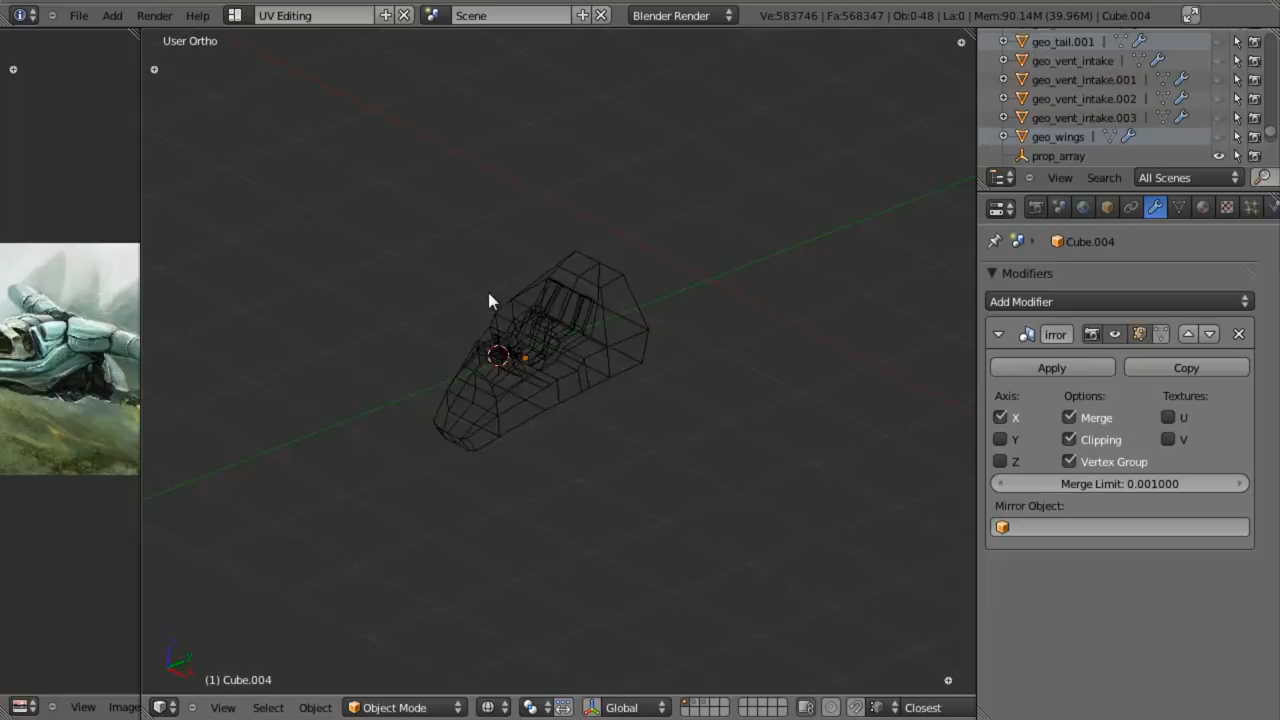 File Add Render Help UV Editing Scene Blender Render Ve:583746 | Fa:568347 | Ob:0-48 | La:0 | Mem:90.14M (39.96M) | Cube.004
User Ortho
geo_tail.001
geo_vent_intake
geo_vent_intake.001
geo_vent_intake.002
geo_vent_intake.003
geo_wings
prop_array
View Search All Scenes
Cube.004
Modifiers
Add Modifier
irror
Apply Copy
Axis: Options: Textures:
X Merge U
Y Clipping V
Z Vertex Group
Merge Limit: 0.001000
Mirror Object:
(1) Cube.004
View Image View Select Object Object Mode Global Closest